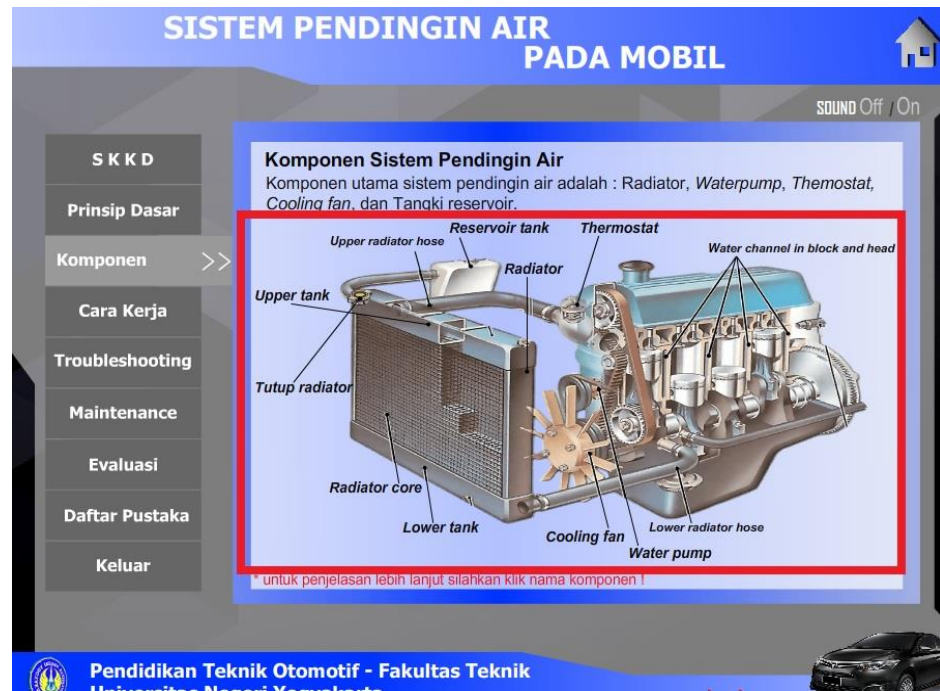 SISTEM PENDINGIN AIR
PADA MOBIL
SOUND Off / On
S K K D
Prinsip Dasar
Komponen >>
Cara Kerja
Troubleshooting
Maintenance
Evaluasi
Daftar Pustaka
Keluar
Komponen Sistem Pendingin Air
Komponen utama sistem pendingin air adalah : Radiator, Waterpump, Themostat,
Cooling fan, dan Tangki reservoir.
Reservoir tank
Thermostat
Upper radiator hose
Water channel in block and head
Radiator
Upper tank
Tutup radiator
Radiator core
Lower tank
Cooling fan
Lower radiator hose
Water pump
* untuk penjelasan lebih lanjut silahkan klik nama komponen !
Pendidikan Teknik Otomotif - Fakultas Teknik
Universitas Negeri Yogyakarta